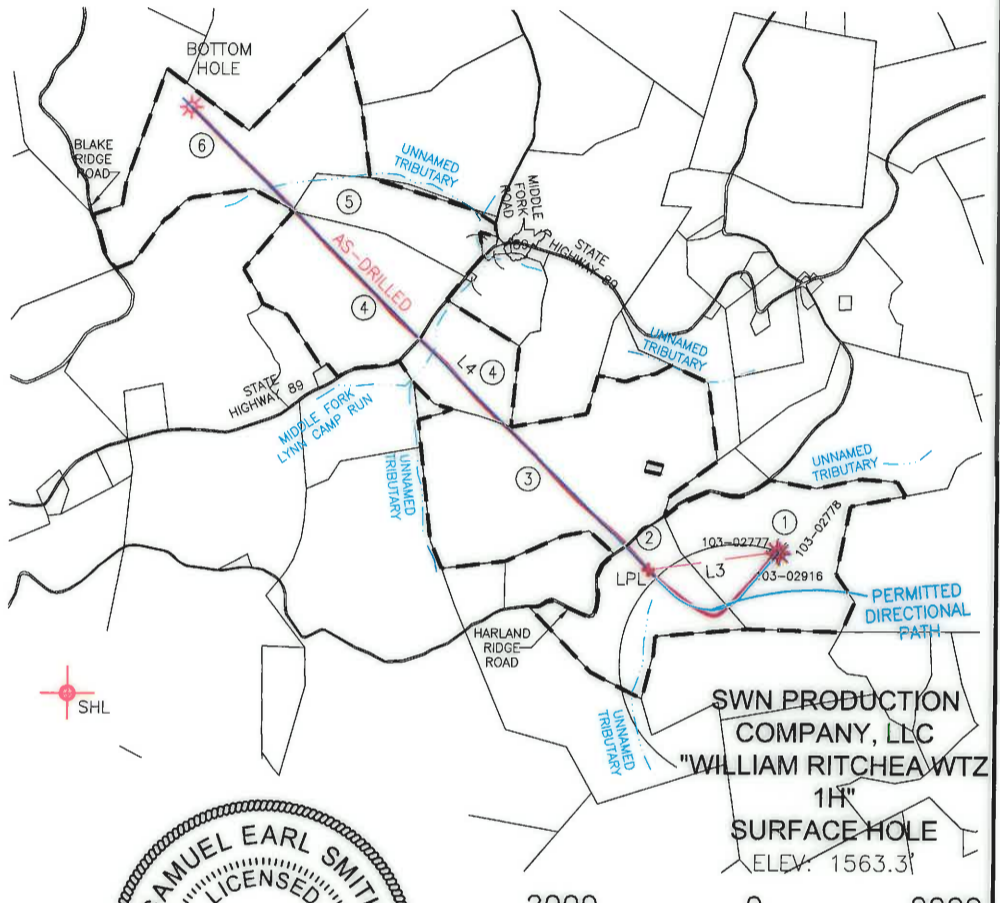 BOTTOM
HOLE
6
BLAKE
RIDGE
ROAD
UNNAMED
TRIBUTARY
5
MIDDLE
FORK
ROAD
STATE
HIGHWAY 89
AS-DRILLED
4
L4
4
UNNAMED
TRIBUTARY
STATE
HIGHWAY 89
MIDDLE FORK
LYNN CAMP RUN
UNNAMED
TRIBUTARY
3
UNNAMED
TRIBUTARY
1
2
103-02777
103-02778
LPL
L3
103-02916
PERMITTED
DIRECTIONAL
PATH
HARLAND
RIDGE
ROAD
SHL
UNNAMED
TRIBUTARY
SWN PRODUCTION
COMPANY, LLC
"WILLIAM RITCHEA WTZ
1H"
SURFACE HOLE
ELEV: 1563.3'
SAMUEL EARL SMITH
LICENSED